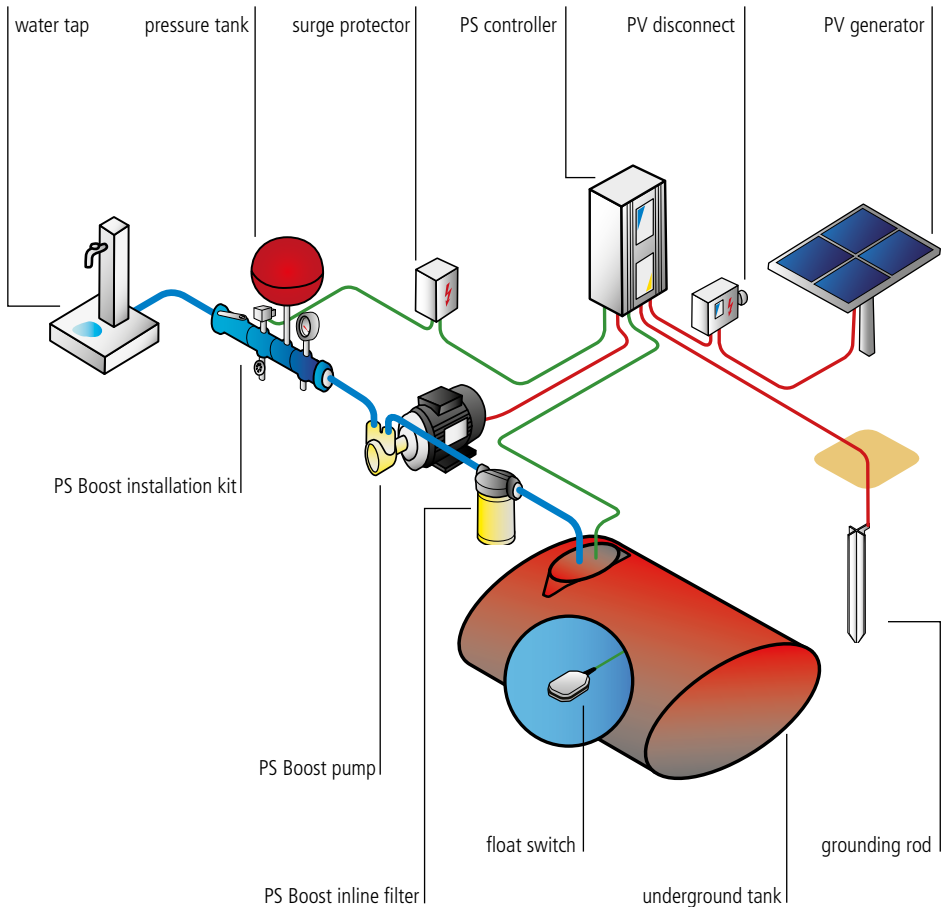 water tap
pressure tank
surge protector
PS controller
PV disconnect
PV generator
PS Boost installation kit
PS Boost pump
float switch
grounding rod
PS Boost inline filter
underground tank